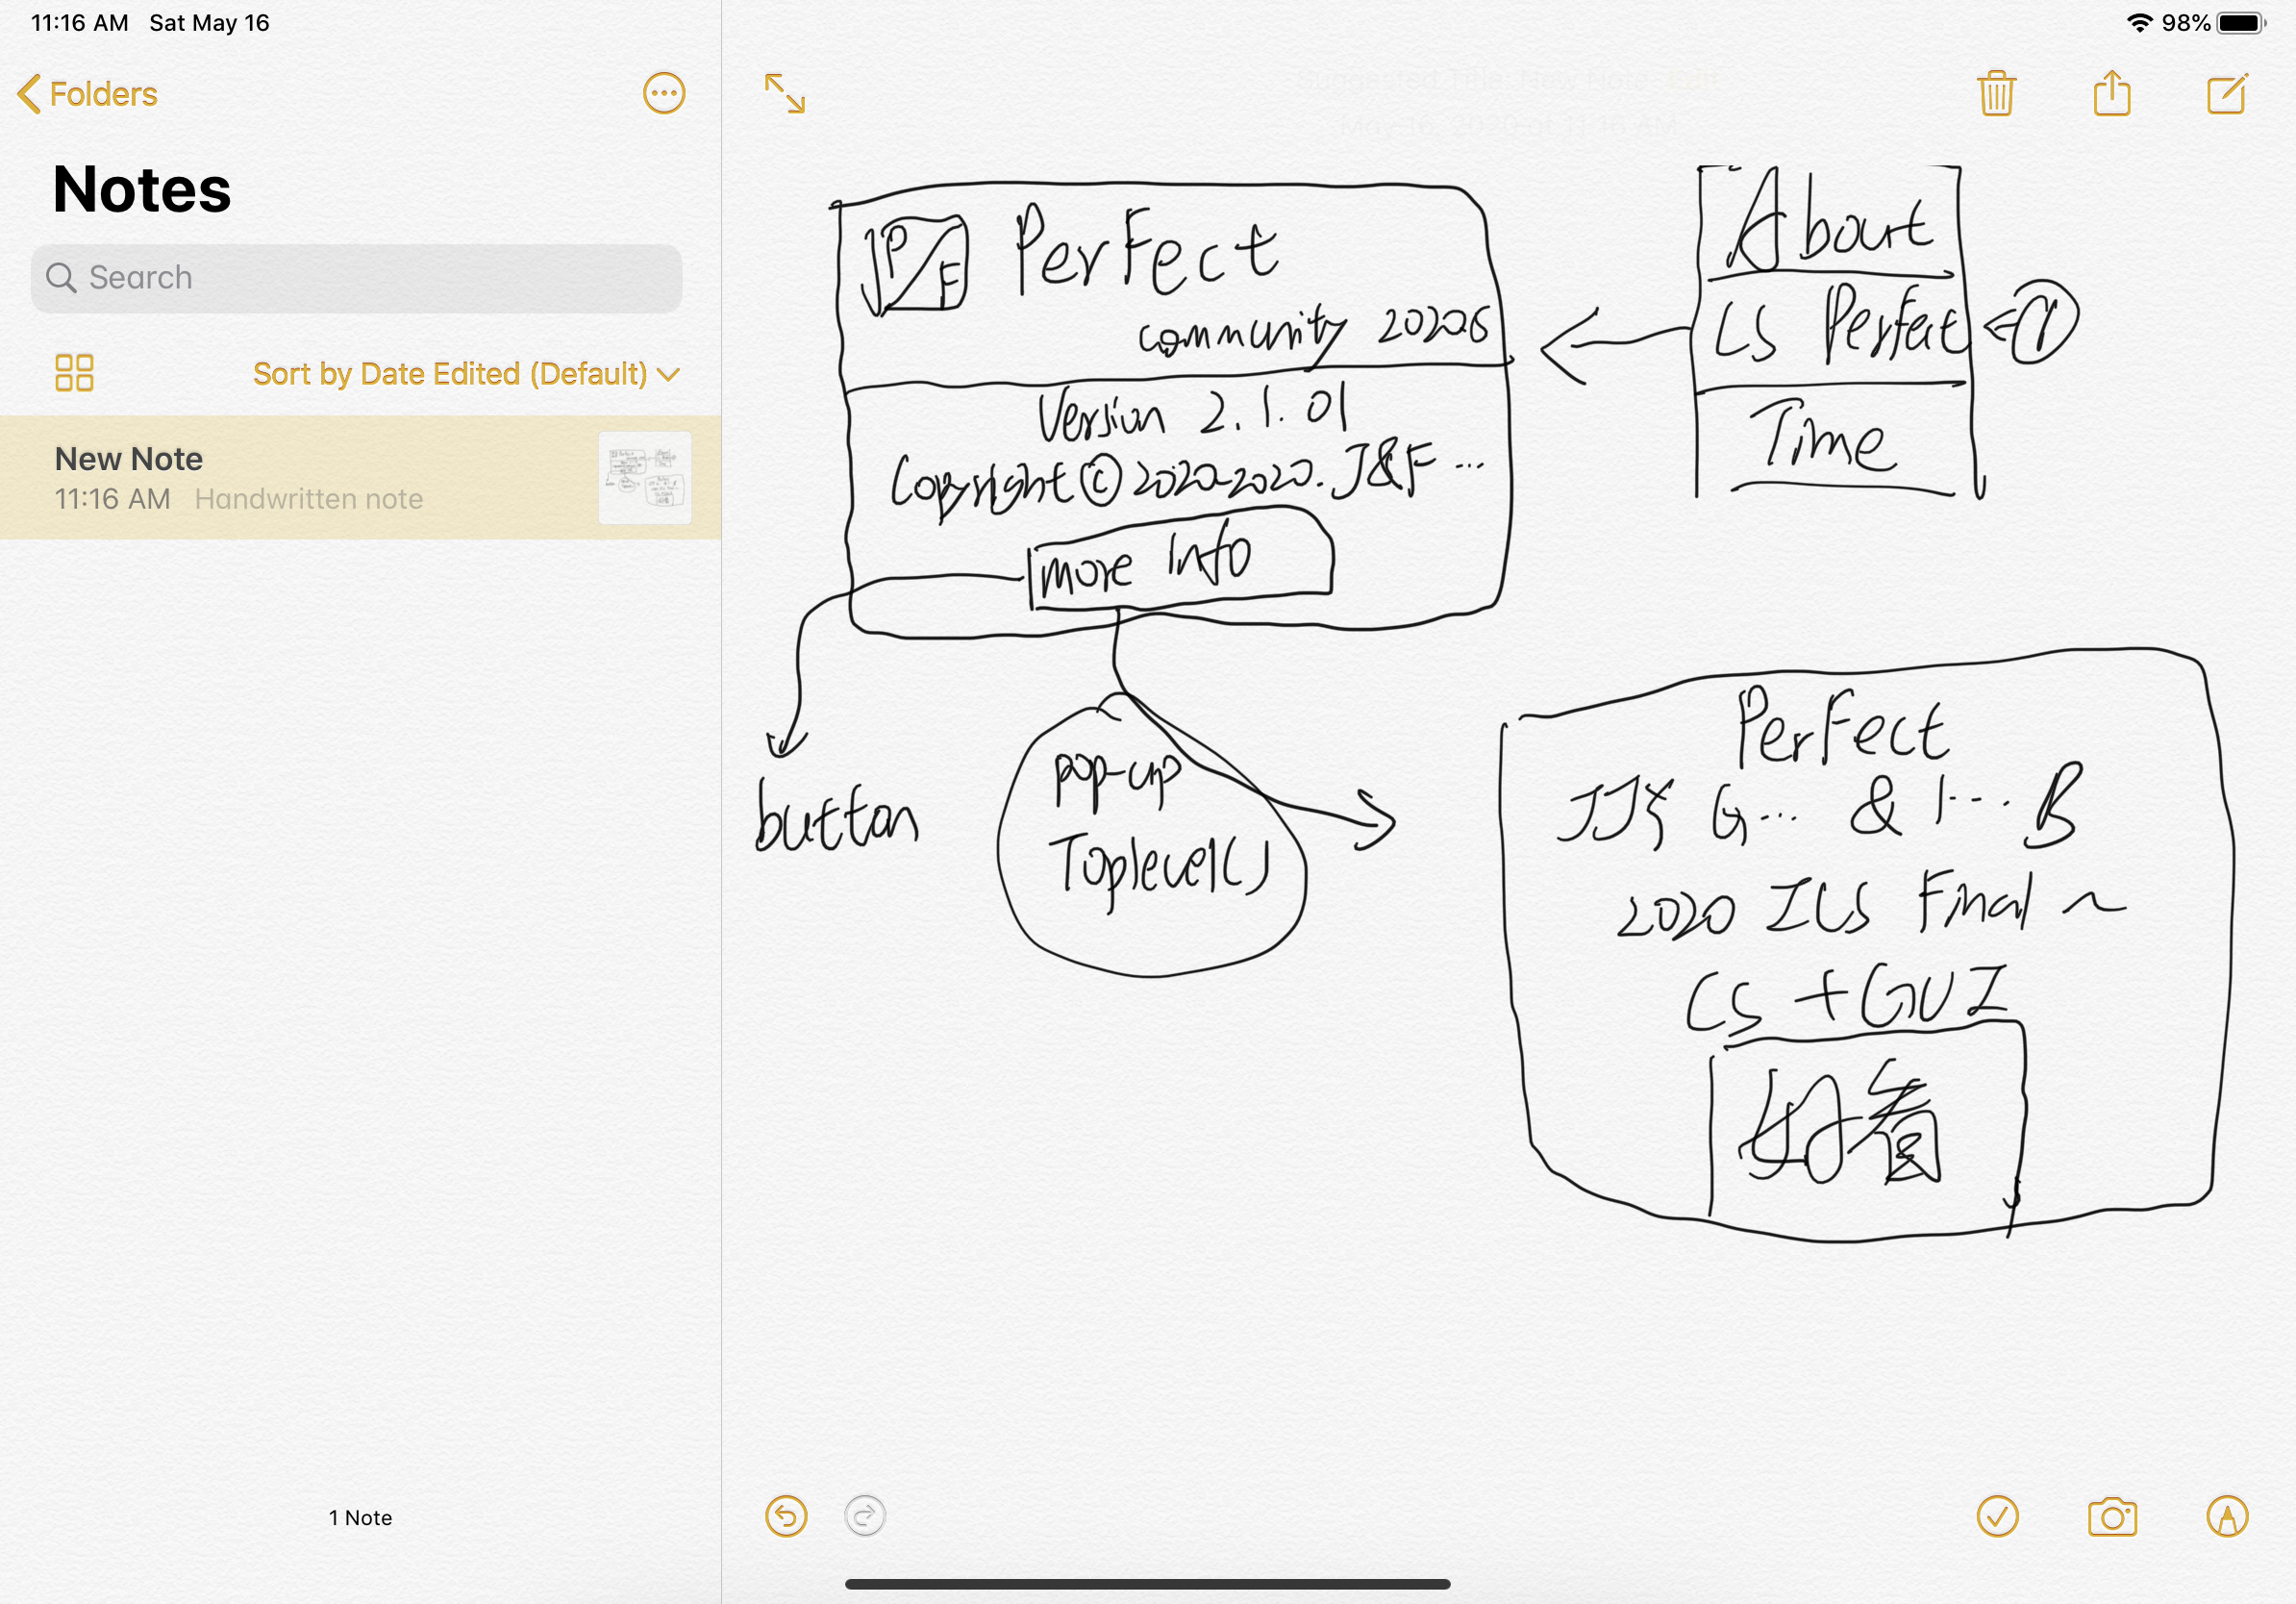 11:16 AM Sat May 16
98%
Folders
Notes
Search
Sort by Date Edited (Default)
New Note
11:16 AM Handwritten note
1 Note
P/F Perfect
community 2020s
Version 2.1.01
Copyright © 2020-2020. J&F ...
more Info
button
pop-up
Toplevel()
About
CS Perfect
1
Time
Perfect
JJY G... & F... B
2020 ICS Final ~
CS + GUI
好看